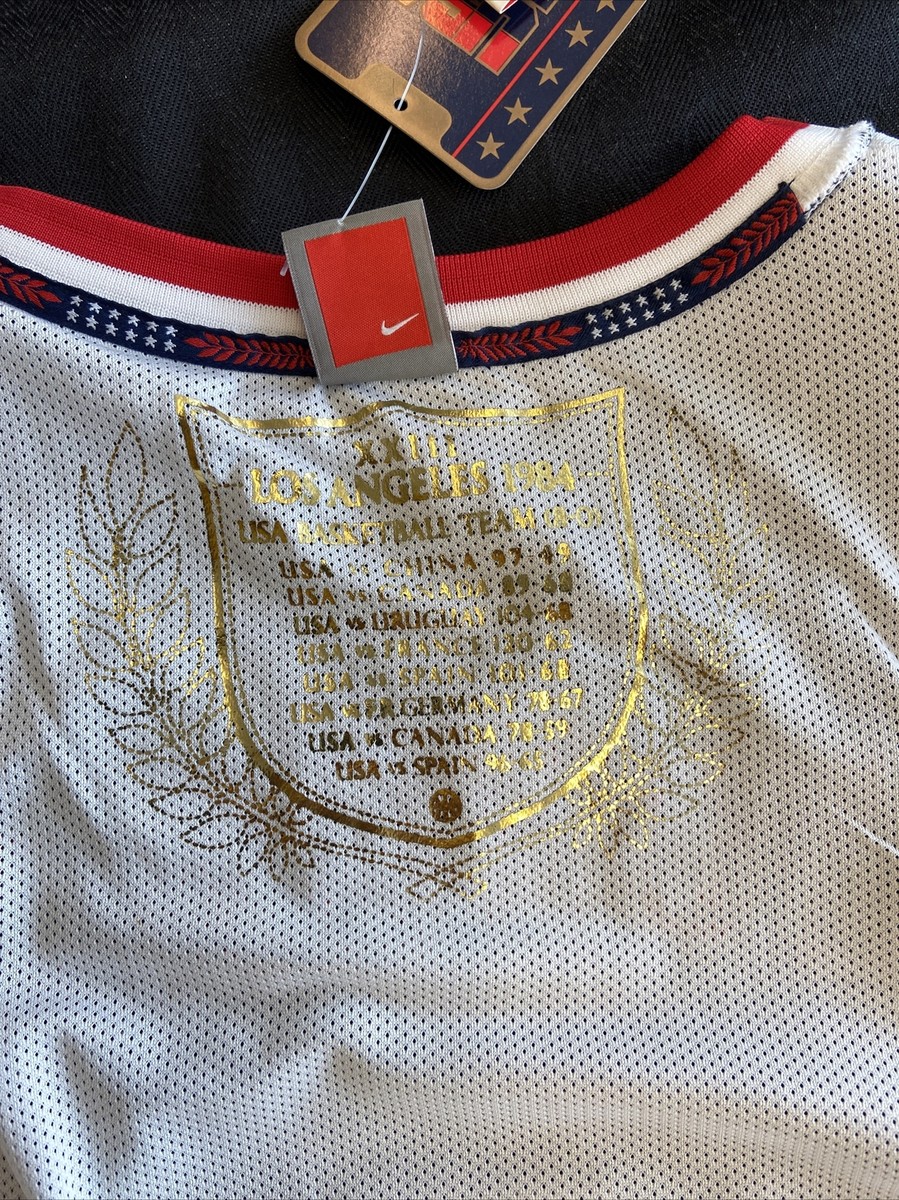 XXIII
LOS ANGELES 1984
USA BASKETBALL TEAM
USA CHINA 97-49
USA vs CANADA 89-68
USA vs URUGUAY 104-68
USA vs FRANCE 120-62
USA vs SPAIN 101-68
USA vs F.R.GERMANY 78-67
USA vs CANADA 78-59
USA vs SPAIN 96-65